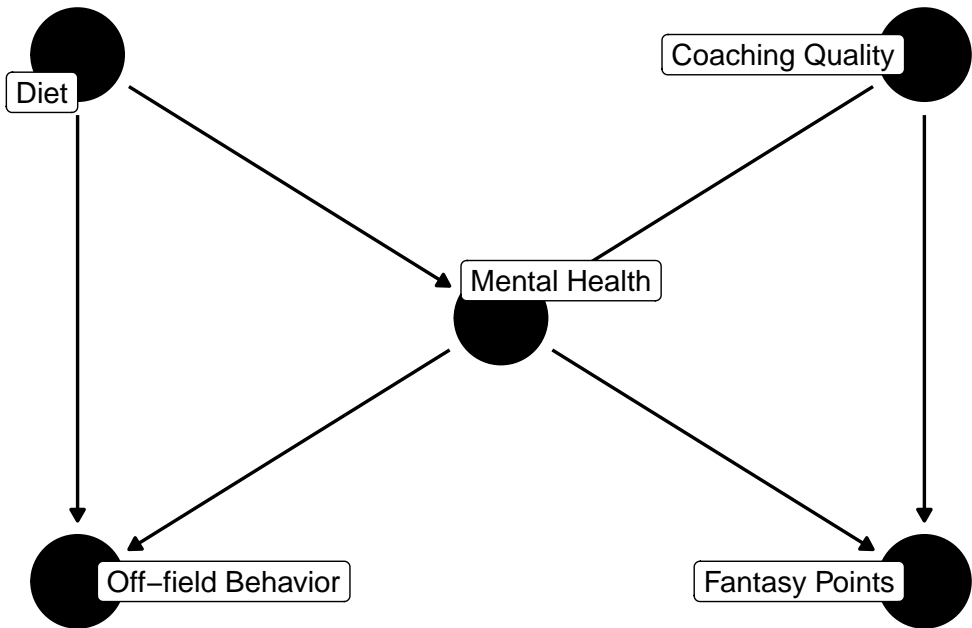 Diet
Coaching Quality
Mental Health
Off−field Behavior
Fantasy Points